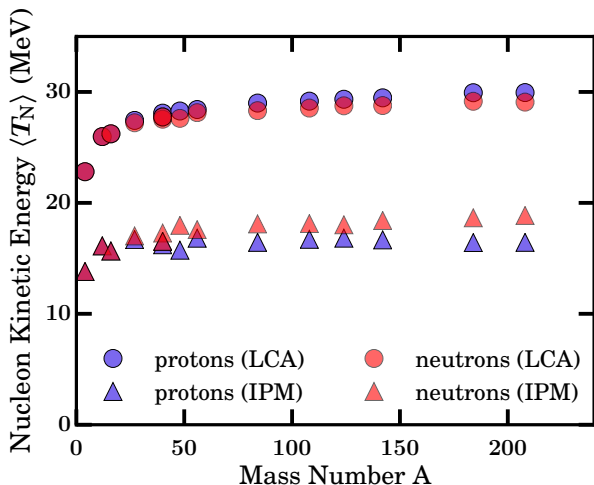 Nucleon Kinetic Energy ⟨T_N⟩ (MeV)
30
20
10
0
protons (LCA) neutrons (LCA)
protons (IPM) neutrons (IPM)
0 50 100 150 200
Mass Number A